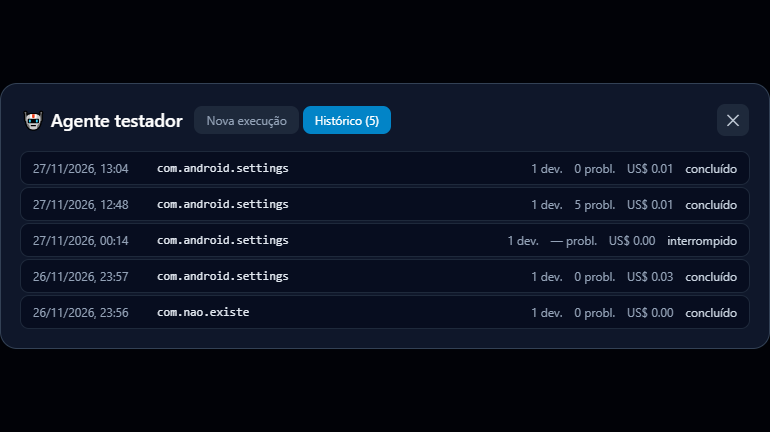 Agente testador Nova execução Histórico (5)
27/11/2026, 13:04 com.android.settings 1 dev. 0 probl. US$ 0.01 concluído
27/11/2026, 12:48 com.android.settings 1 dev. 5 probl. US$ 0.01 concluído
27/11/2026, 00:14 com.android.settings 1 dev. — probl. US$ 0.00 interrompido
26/11/2026, 23:57 com.android.settings 1 dev. 0 probl. US$ 0.03 concluído
26/11/2026, 23:56 com.nao.existe 1 dev. 0 probl. US$ 0.00 concluído